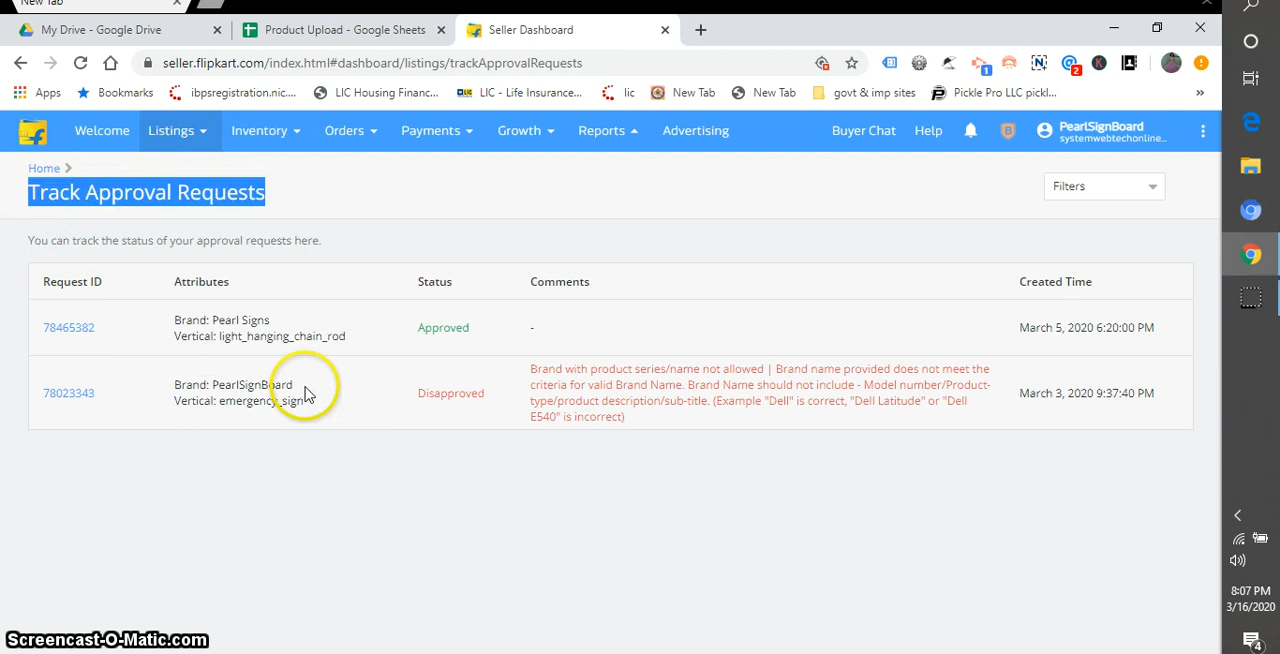 New Tab
My Drive - Google Drive
Product Upload - Google Sheets
Seller Dashboard
seller.flipkart.com/index.html#dashboard/listings/trackApprovalRequests
1
2
K
Apps
Bookmarks
ibpsregistration.nic....
LIC Housing Financ...
LIC - Life Insurance...
lic
New Tab
New Tab
govt & imp sites
Pickle Pro LLC pickl...
»
Welcome
Listings
Inventory
Orders
Payments
Growth
Reports
Advertising
Buyer Chat
Help
B
PearlSignBoard
systemwebtechonline...
Home
Track Approval Requests
Filters
You can track the status of your approval requests here.
Request ID
Attributes
Status
Comments
Created Time
78465382
Brand: Pearl Signs
Vertical: light_hanging_chain_rod
Approved
-
March 5, 2020 6:20:00 PM
78023343
Brand: PearlSignBoard
Vertical: emergency_sign
Disapproved
Brand with product series/name not allowed | Brand name provided does not meet the
criteria for valid Brand Name. Brand Name should not include - Model number/Product-
type/product description/sub-title. (Example "Dell" is correct, "Dell Latitude" or "Dell
E540" is incorrect)
March 3, 2020 9:37:40 PM
8:07 PM
3/16/2020
4
Screencast-O-Matic.com